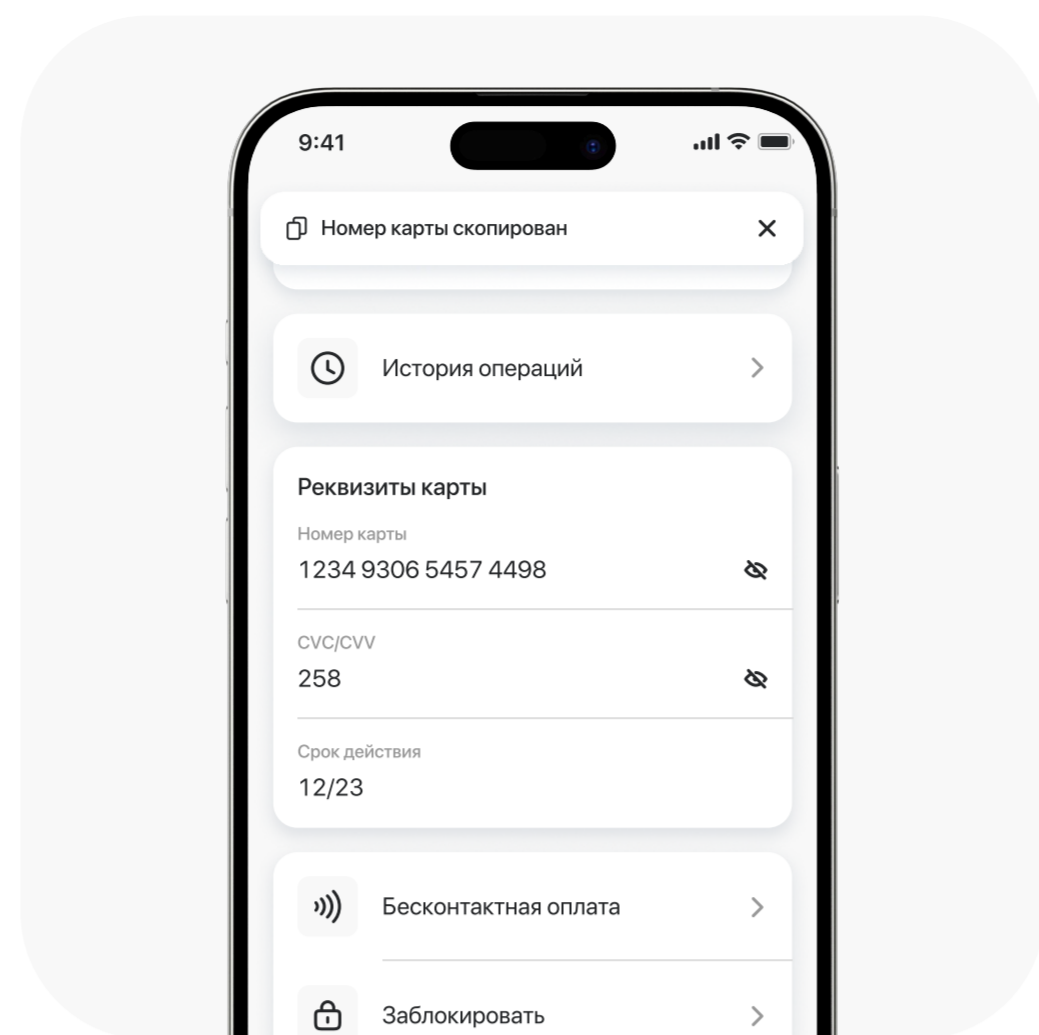 9:41
Номер карты скопирован
История операций
Реквизиты карты
Номер карты
1234 9306 5457 4498
CVC/CVV
258
Срок действия
12/23
Бесконтактная оплата
Заблокировать